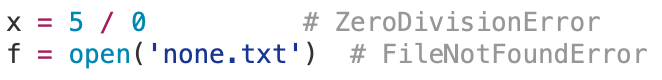 x = 5 / 0          # ZeroDivisionError
f = open('none.txt')  # FileNotFoundError